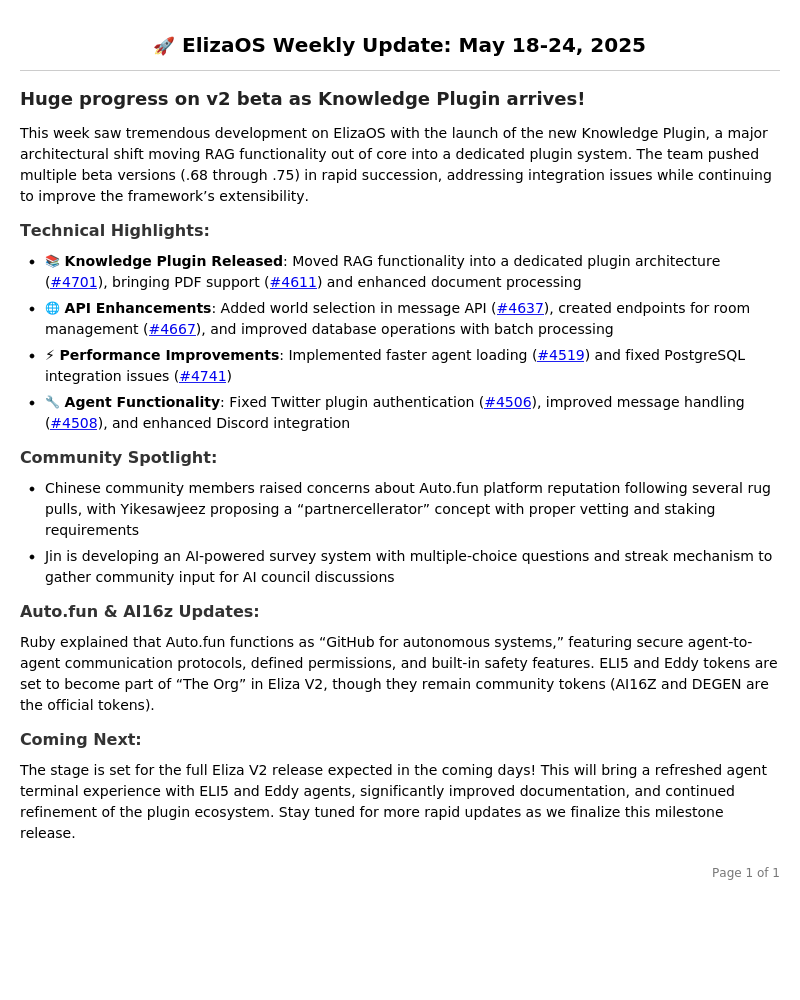 🚀 ElizaOS Weekly Update: May 18-24, 2025
Huge progress on v2 beta as Knowledge Plugin arrives!
This week saw tremendous development on ElizaOS with the launch of the new Knowledge Plugin, a major
architectural shift moving RAG functionality out of core into a dedicated plugin system. The team pushed
multiple beta versions (.68 through .75) in rapid succession, addressing integration issues while continuing
to improve the framework’s extensibility.
Technical Highlights:
• 📚 Knowledge Plugin Released: Moved RAG functionality into a dedicated plugin architecture
(#4701), bringing PDF support (#4611) and enhanced document processing
• 🌐 API Enhancements: Added world selection in message API (#4637), created endpoints for room
management (#4667), and improved database operations with batch processing
• ⚡ Performance Improvements: Implemented faster agent loading (#4519) and fixed PostgreSQL
integration issues (#4741)
• 🔧 Agent Functionality: Fixed Twitter plugin authentication (#4506), improved message handling
(#4508), and enhanced Discord integration
Community Spotlight:
• Chinese community members raised concerns about Auto.fun platform reputation following several rug
pulls, with Yikesawjeez proposing a “partnercellerator” concept with proper vetting and staking
requirements
• Jin is developing an AI-powered survey system with multiple-choice questions and streak mechanism to
gather community input for AI council discussions
Auto.fun & AI16z Updates:
Ruby explained that Auto.fun functions as “GitHub for autonomous systems,” featuring secure agent-to-
agent communication protocols, defined permissions, and built-in safety features. ELI5 and Eddy tokens are
set to become part of “The Org” in Eliza V2, though they remain community tokens (AI16Z and DEGEN are
the official tokens).
Coming Next:
The stage is set for the full Eliza V2 release expected in the coming days! This will bring a refreshed agent
terminal experience with ELI5 and Eddy agents, significantly improved documentation, and continued
refinement of the plugin ecosystem. Stay tuned for more rapid updates as we finalize this milestone
release.
Page 1 of 1